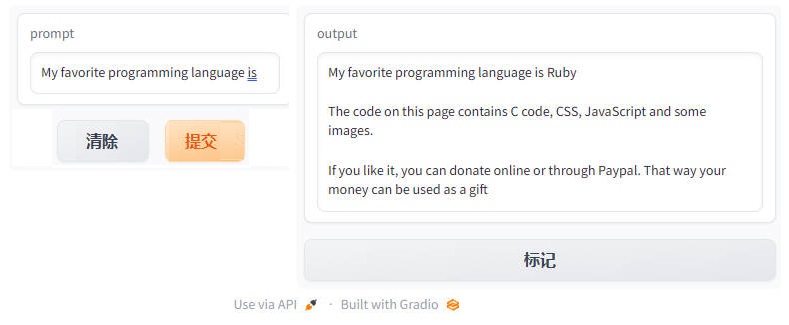 prompt
My favorite programming language is
清除
提交
output
My favorite programming language is Ruby
The code on this page contains C code, CSS, JavaScript and some
images.
If you like it, you can donate online or through Paypal. That way your
money can be used as a gift
标记
Use via API · Built with Gradio